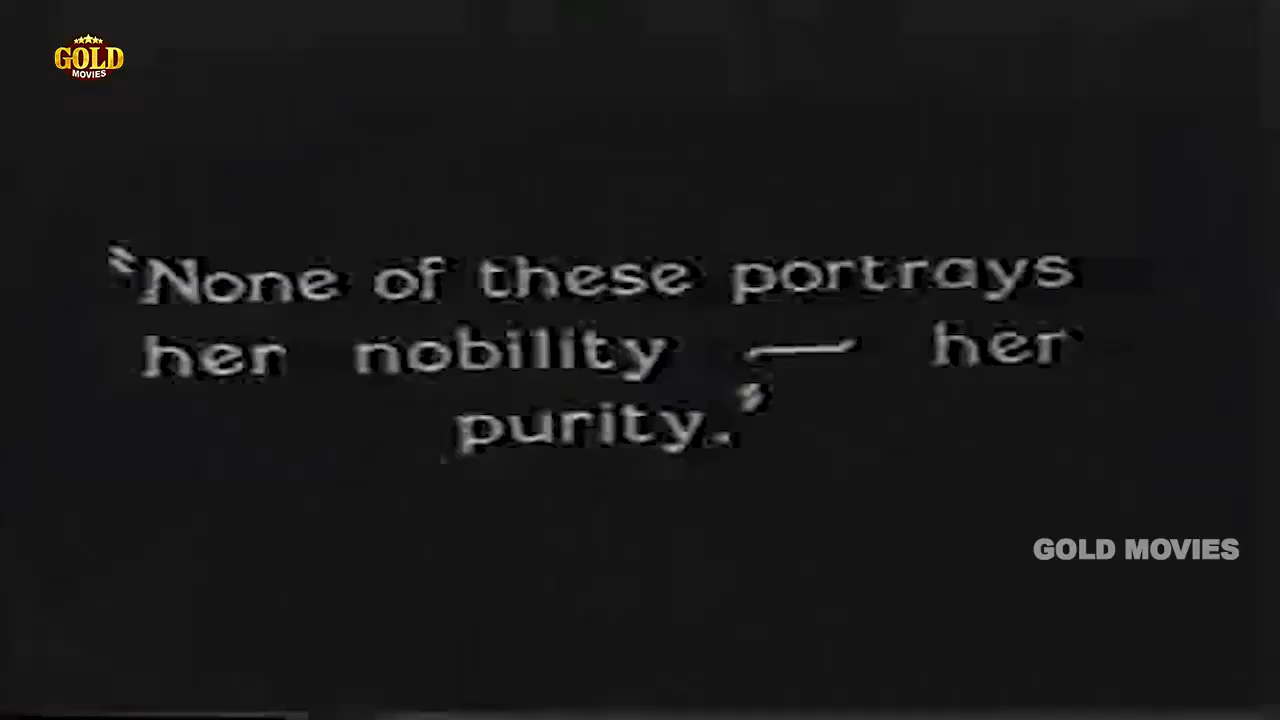 GOLD
MOVIES
"None of these portrays
her nobility — her
purity."
GOLD MOVIES